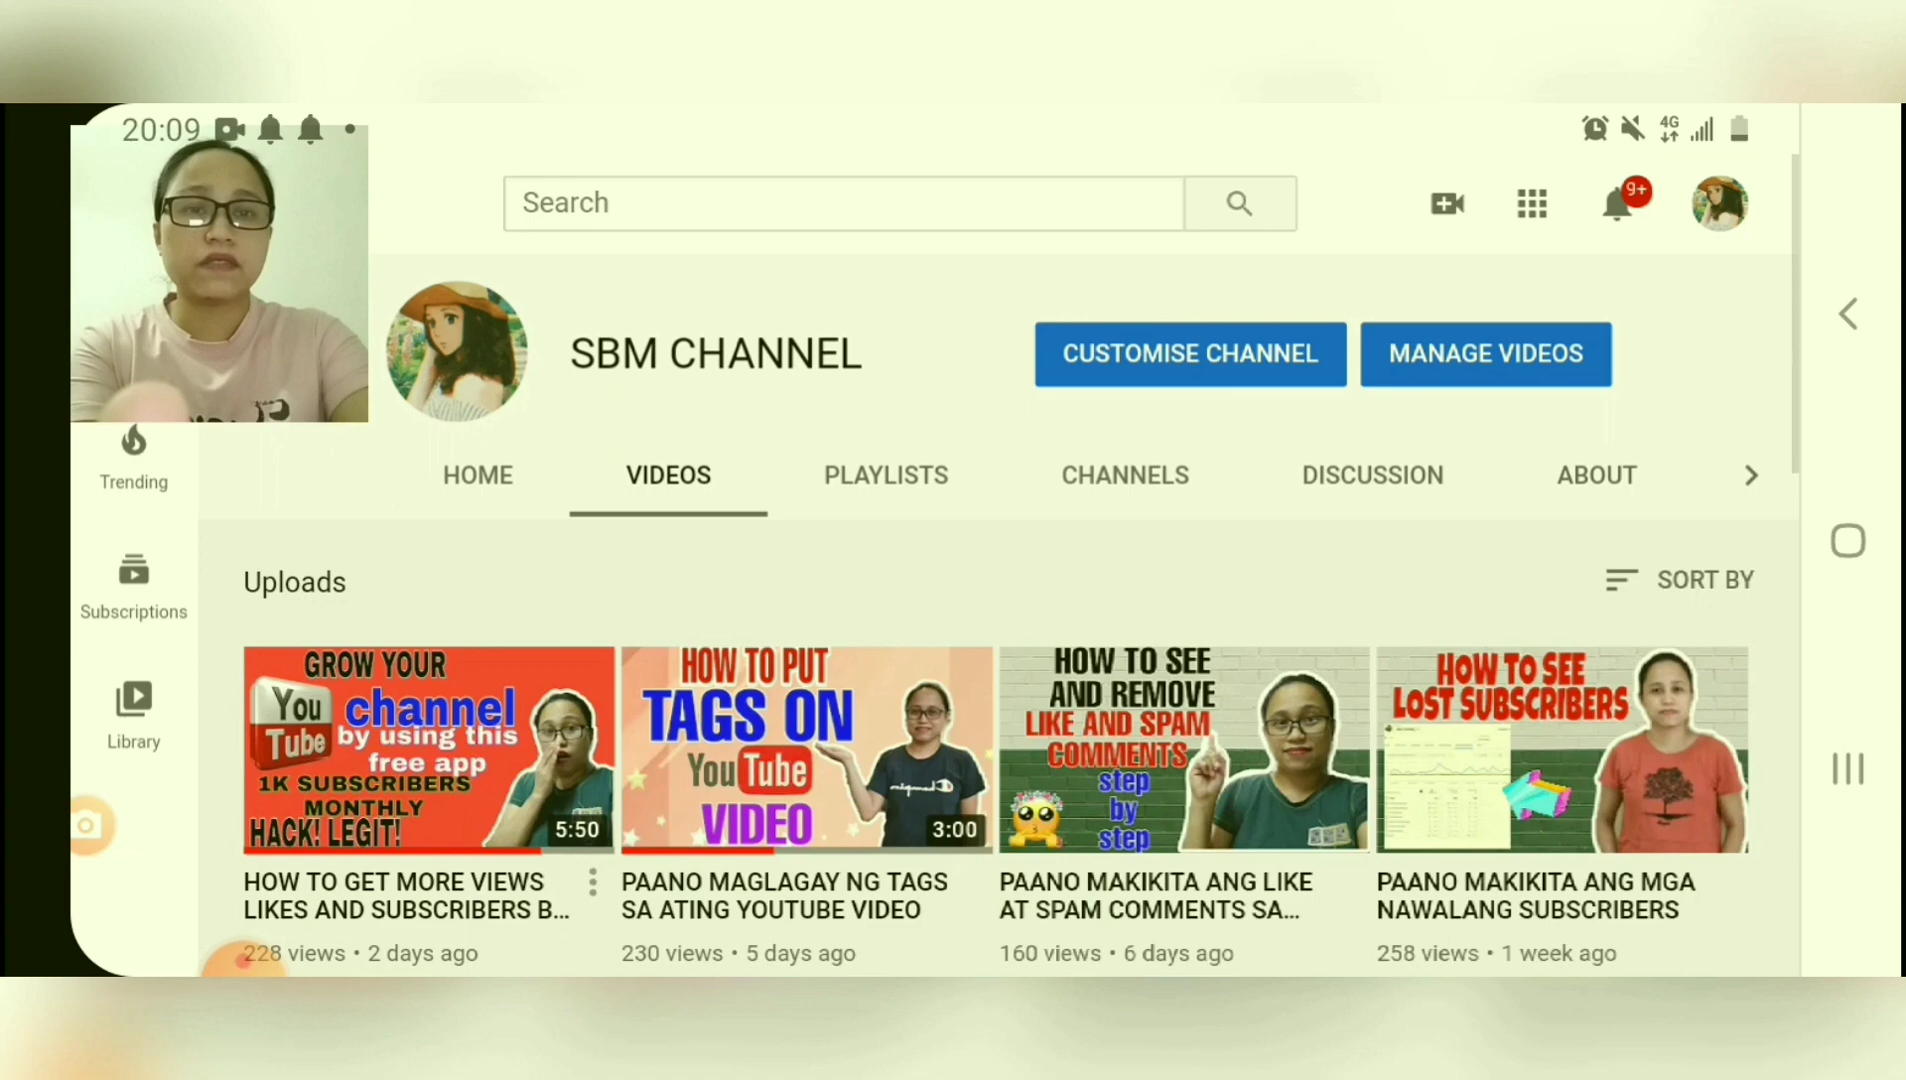 20:09
4G
Search
9+
SBM CHANNEL
CUSTOMISE CHANNEL
MANAGE VIDEOS
HOME
VIDEOS
PLAYLISTS
CHANNELS
DISCUSSION
ABOUT
Trending
Subscriptions
Library
Uploads
SORT BY
GROW YOUR
You
Tube
channel
by using this
free app
1K SUBSCRIBERS
MONTHLY
HACK! LEGIT!
5:50
HOW TO GET MORE VIEWS
LIKES AND SUBSCRIBERS B...
228 views • 2 days ago
HOW TO PUT
TAGS ON
YouTube
VIDEO
3:00
PAANO MAGLAGAY NG TAGS
SA ATING YOUTUBE VIDEO
230 views • 5 days ago
HOW TO SEE
AND REMOVE
LIKE AND SPAM
COMMENTS
step
by
step
PAANO MAKIKITA ANG LIKE
AT SPAM COMMENTS SA...
160 views • 6 days ago
HOW TO SEE
LOST SUBSCRIBERS
PAANO MAKIKITA ANG MGA
NAWALANG SUBSCRIBERS
258 views • 1 week ago